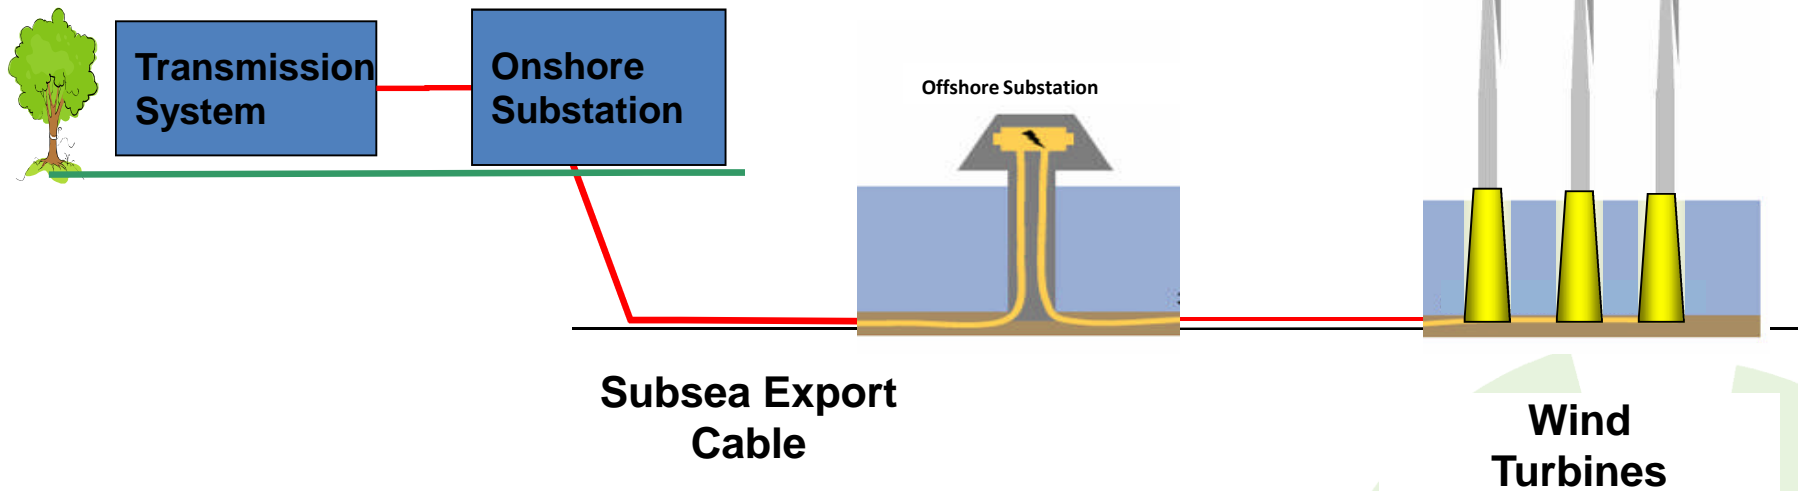 Transmission
System
Onshore
Substation
Offshore Substation
Subsea Export
Cable
Wind
Turbines